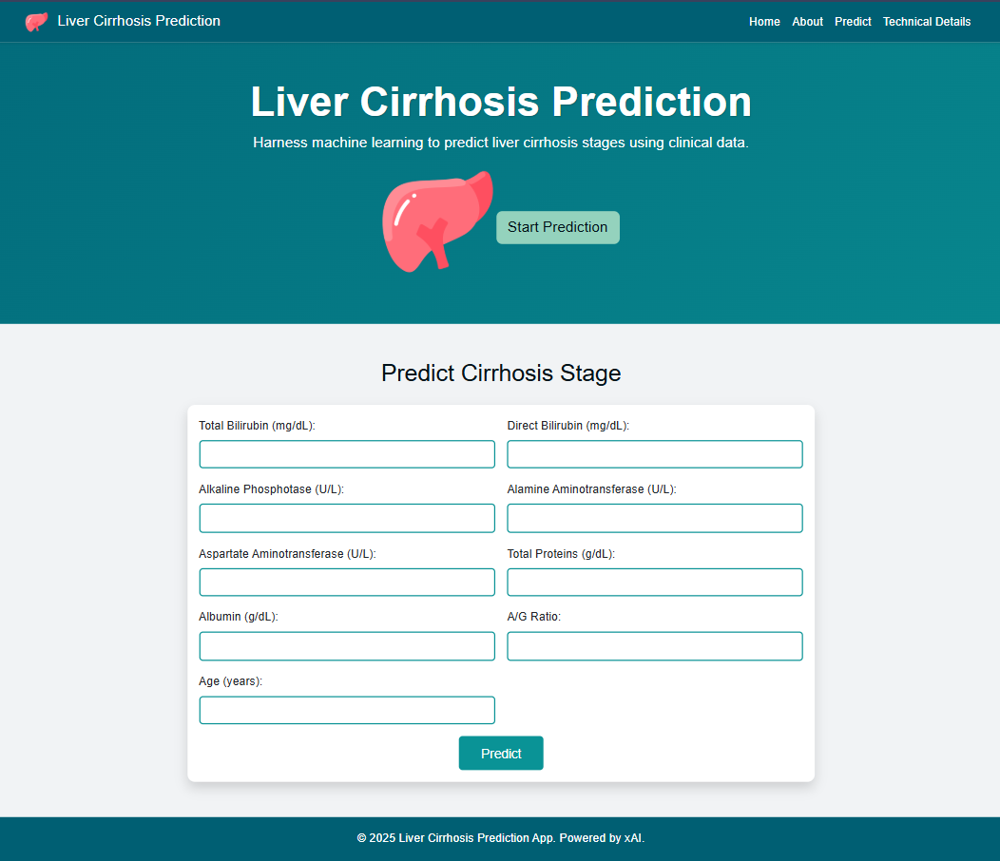 Liver Cirrhosis Prediction
Home About Predict Technical Details
Liver Cirrhosis Prediction
Harness machine learning to predict liver cirrhosis stages using clinical data.
Start Prediction
Predict Cirrhosis Stage
Total Bilirubin (mg/dL):
Direct Bilirubin (mg/dL):
Alkaline Phosphotase (U/L):
Alamine Aminotransferase (U/L):
Aspartate Aminotransferase (U/L):
Total Proteins (g/dL):
Albumin (g/dL):
A/G Ratio:
Age (years):
Predict
© 2025 Liver Cirrhosis Prediction App. Powered by xAI.